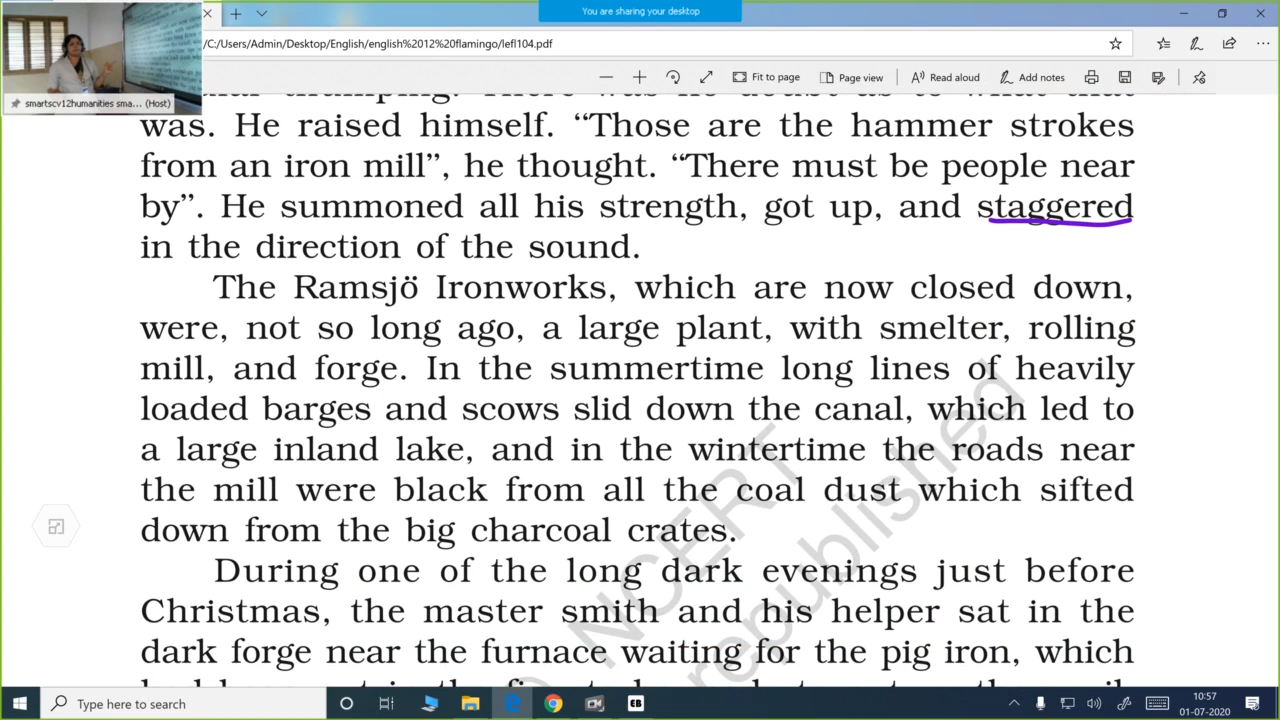 You are sharing your desktop
/C:/Users/Admin/Desktop/English/english%2012%20flamingo/lefl104.pdf
Fit to page
Page view
Read aloud
Add notes
smartscv12humanities sma... (Host)
was. He raised himself. “Those are the hammer strokes
from an iron mill”, he thought. “There must be people near
by”. He summoned all his strength, got up, and staggered
in the direction of the sound.
The Ramsjö Ironworks, which are now closed down,
were, not so long ago, a large plant, with smelter, rolling
mill, and forge. In the summertime long lines of heavily
loaded barges and scows slid down the canal, which led to
a large inland lake, and in the wintertime the roads near
the mill were black from all the coal dust which sifted
down from the big charcoal crates.
During one of the long dark evenings just before
Christmas, the master smith and his helper sat in the
dark forge near the furnace waiting for the pig iron, which
NCERT
republished
Type here to search
EB
10:57
01-07-2020